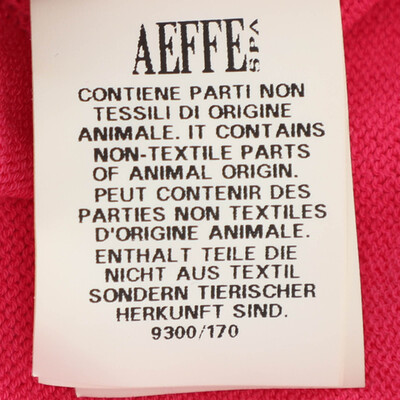 AEFFE SPA
CONTIENE PARTI NON
TESSILI DI ORIGINE
ANIMALE. IT CONTAINS
NON-TEXTILE PARTS
OF ANIMAL ORIGIN.
PEUT CONTENIR DES
PARTIES NON TEXTILES
D'ORIGINE ANIMALE.
ENTHALT TEILE DIE
NICHT AUS TEXTIL
SONDERN TIERISCHER
HERKUNFT SIND.
9300/170